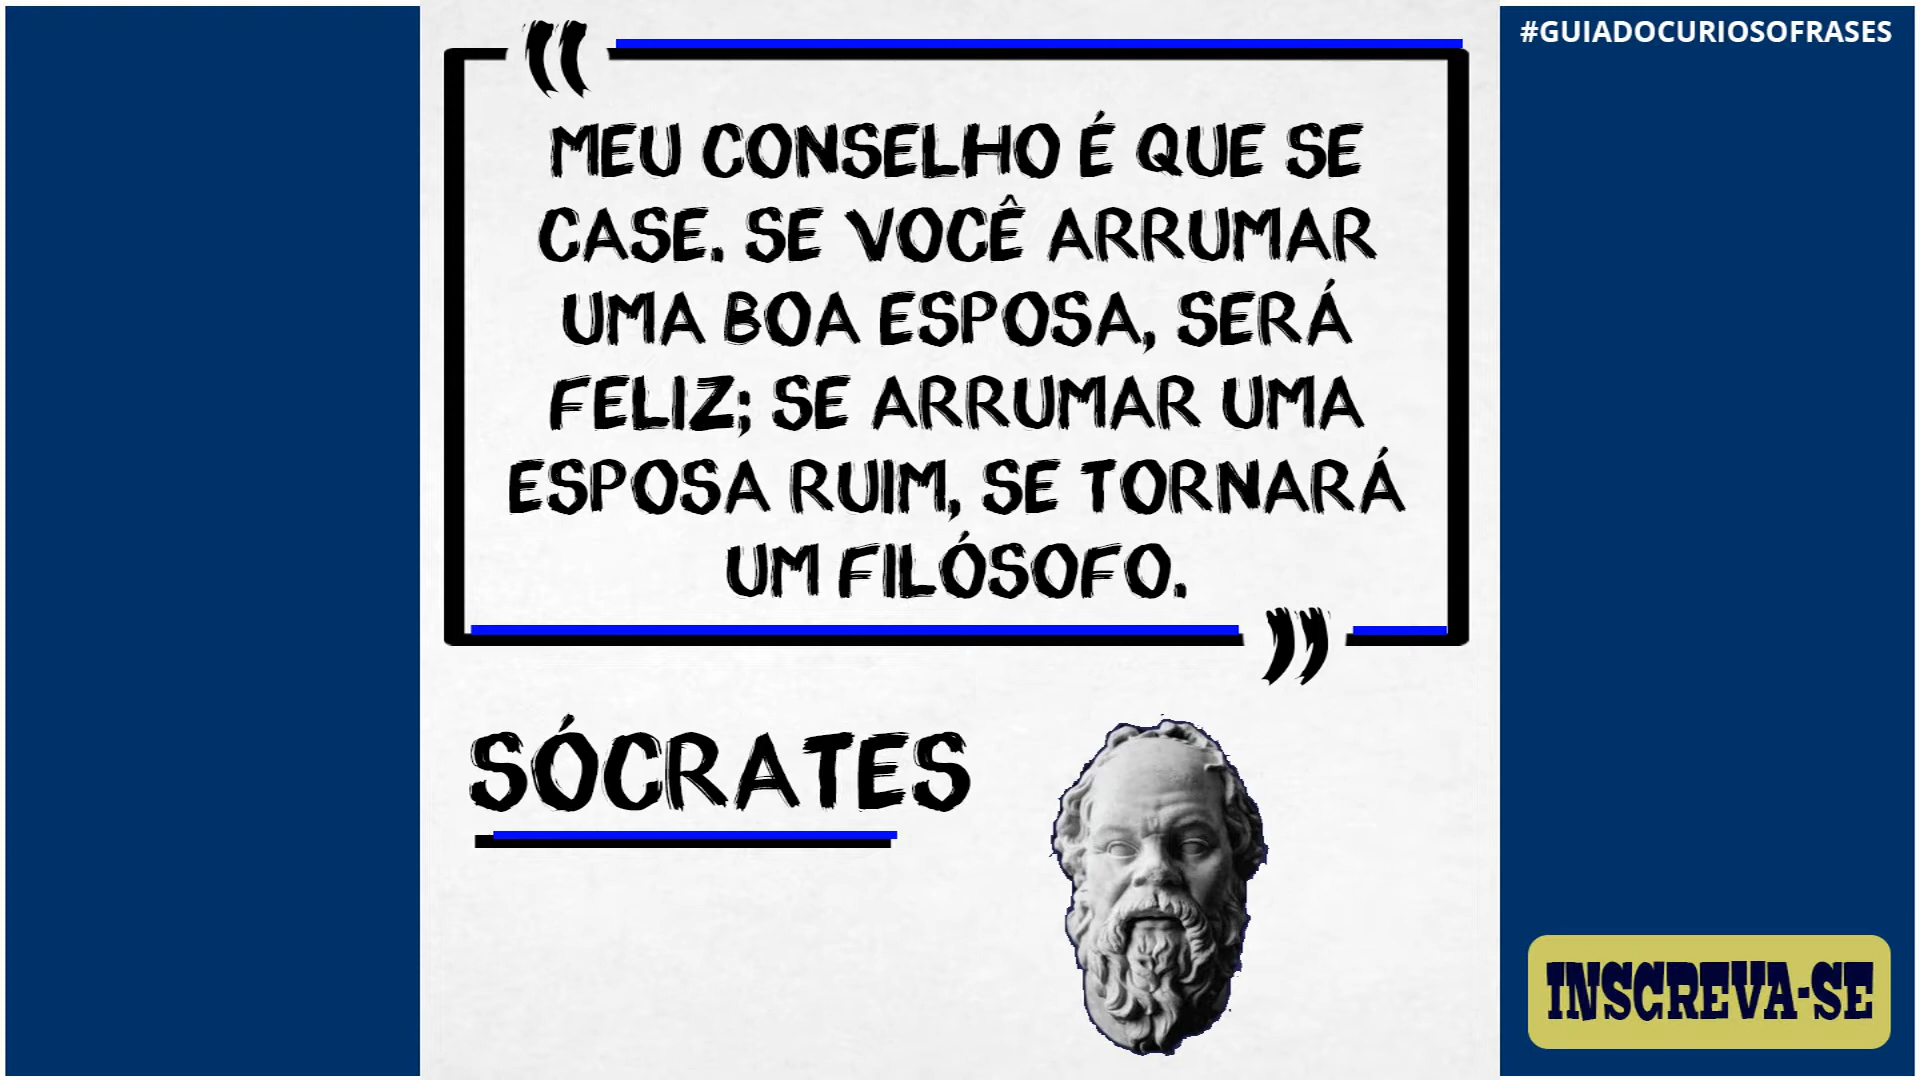 #GUIADOCURIOSOFRASES
"
MEU CONSELHO É QUE SE
CASE. SE VOCÊ ARRUMAR
UMA BOA ESPOSA, SERÁ
FELIZ; SE ARRUMAR UMA
ESPOSA RUIM, SE TORNARÁ
UM FILÓSOFO.
"
SÓCRATES
INSCREVA-SE